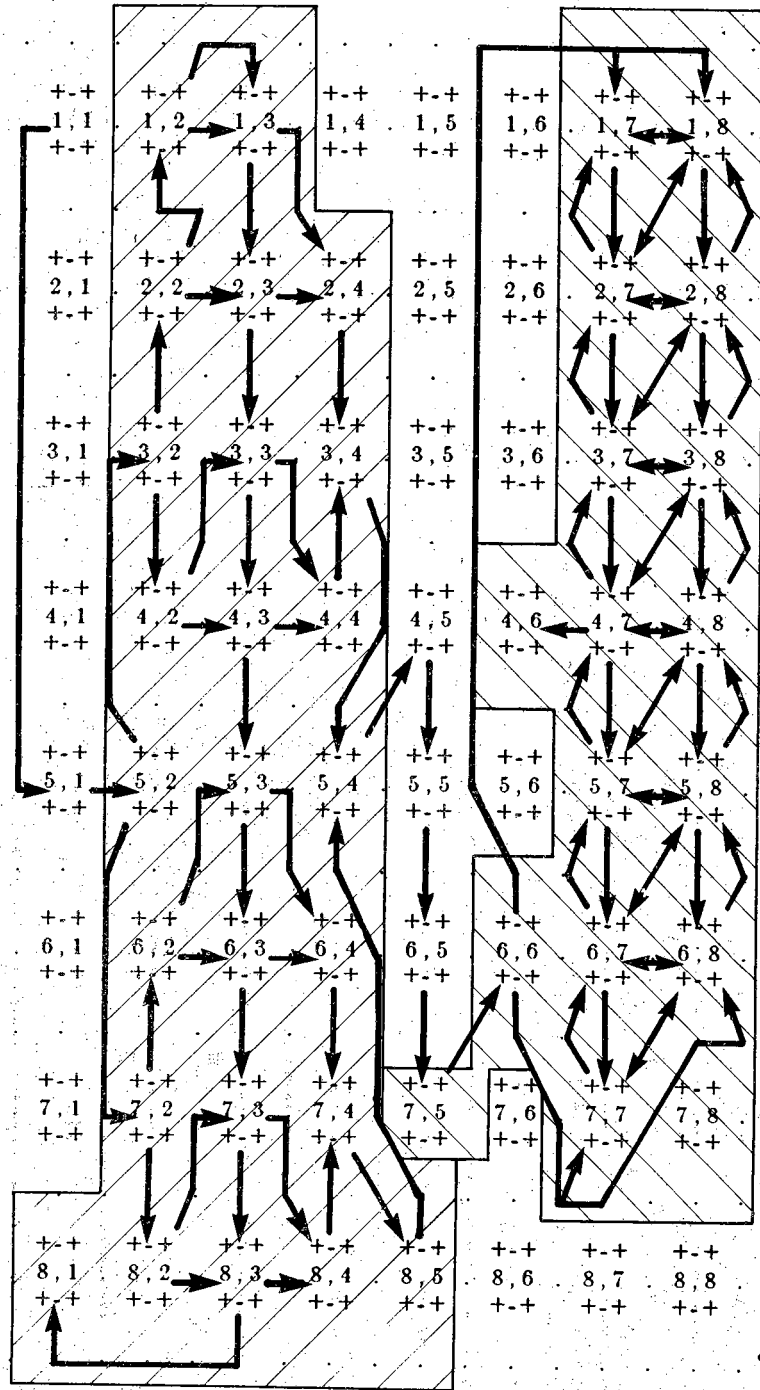 +-+ +-+ +-+ +-+ +-+ +-+ +-+ +-+
1,1 1,2 1,3 1,4 1,5 1,6 1,7 1,8
+-+ +-+ +-+ +-+ +-+ +-+ +-+ +-+
+-+ +-+ +-+ +-+ +-+ +-+ +-+ +-+
2,1 2,2 2,3 2,4 2,5 2,6 2,7 2,8
+-+ +-+ +-+ +-+ +-+ +-+ +-+ +-+
+-+ +-+ +-+ +-+ +-+ +-+ +-+ +-+
3,1 3,2 3,3 3,4 3,5 3,6 3,7 3,8
+-+ +-+ +-+ +-+ +-+ +-+ +-+ +-+
+-+ +-+ +-+ +-+ +-+ +-+ +-+ +-+
4,1 4,2 4,3 4,4 4,5 4,6 4,7 4,8
+-+ +-+ +-+ +-+ +-+ +-+ +-+ +-+
+-+ +-+ +-+ +-+ +-+ +-+ +-+ +-+
5,1 5,2 5,3 5,4 5,5 5,6 5,7 5,8
+-+ +-+ +-+ +-+ +-+ +-+ +-+ +-+
+-+ +-+ +-+ +-+ +-+ +-+ +-+ +-+
6,1 6,2 6,3 6,4 6,5 6,6 6,7 6,8
+-+ +-+ +-+ +-+ +-+ +-+ +-+ +-+
+-+ +-+ +-+ +-+ +-+ +-+ +-+ +-+
7,1 7,2 7,3 7,4 7,5 7,6 7,7 7,8
+-+ +-+ +-+ +-+ +-+ +-+ +-+ +-+
+-+ +-+ +-+ +-+ +-+ +-+ +-+ +-+
8,1 8,2 8,3 8,4 8,5 8,6 8,7 8,8
+-+ +-+ +-+ +-+ +-+ +-+ +-+ +-+